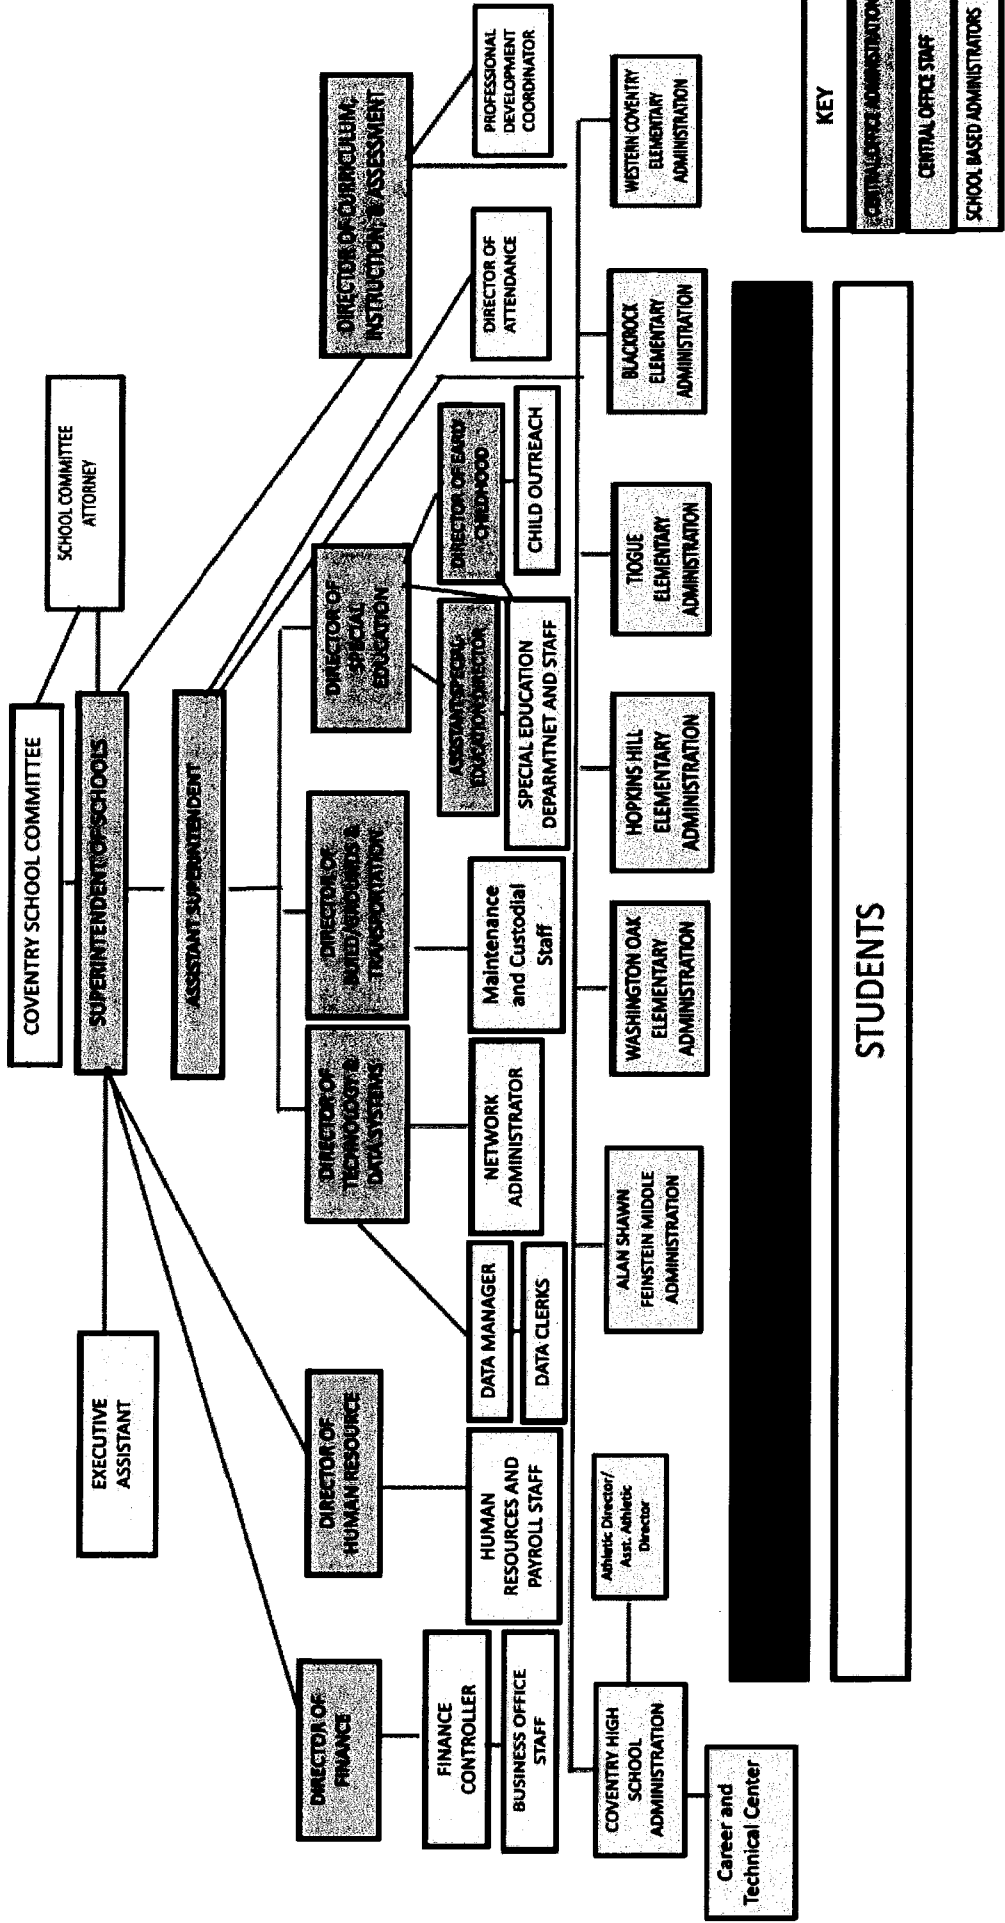 COVENTRY SCHOOL COMMITTEE
SCHOOL COMMITTEE
ATTORNEY
EXECUTIVE
ASSISTANT
SUPERINTENDENT OF SCHOOLS
ASSISTANT SUPERINTENDENT
DIRECTOR OF
FINANCE
DIRECTOR OF
HUMAN RESOURCE
DIRECTOR OF
TECHNOLOGY &
DATA SYSTEMS
DIRECTOR OF
BUILD/GROUNDS &
TRANSPORTATION
DIRECTOR OF
SPECIAL
EDUCATION
DIRECTOR OF CURRICULUM,
INSTRUCTION, & ASSESSMENT
FINANCE
CONTROLLER
BUSINESS OFFICE
STAFF
HUMAN
RESOURCES AND
PAYROLL STAFF
DATA MANAGER
DATA CLERKS
NETWORK
ADMINISTRATOR
Maintenance
and Custodial
Staff
ASSISTANT SPECIAL
EDUCATION DIRECTOR
SPECIAL EDUCATION
DEPARMTNET AND STAFF
DIRECTOR OF EARLY
CHILDHOOD
CHILD OUTREACH
DIRECTOR OF
ATTENDANCE
PROFESSIONAL
DEVELOPMENT
COORDINATOR
COVENTRY HIGH
SCHOOL
ADMINISTRATION
Athletic Director/
Asst. Athletic
Director
Career and
Technical Center
ALAN SHAWN
FEINSTEIN MIDDLE
ADMINISTRATION
WASHINGTON OAK
ELEMENTARY
ADMINISTRATION
HOPKINS HILL
ELEMENTARY
ADMINISTRATION
TIOGUE
ELEMENTARY
ADMINISTRATION
BLACKROCK
ELEMENTARY
ADMINISTRATION
WESTERN COVENTRY
ELEMENTARY
ADMINISTRATION
STUDENTS
KEY
CENTRAL OFFICE ADMINISTRATION
CENTRAL OFFICE STAFF
SCHOOL BASED ADMINISTRATORS